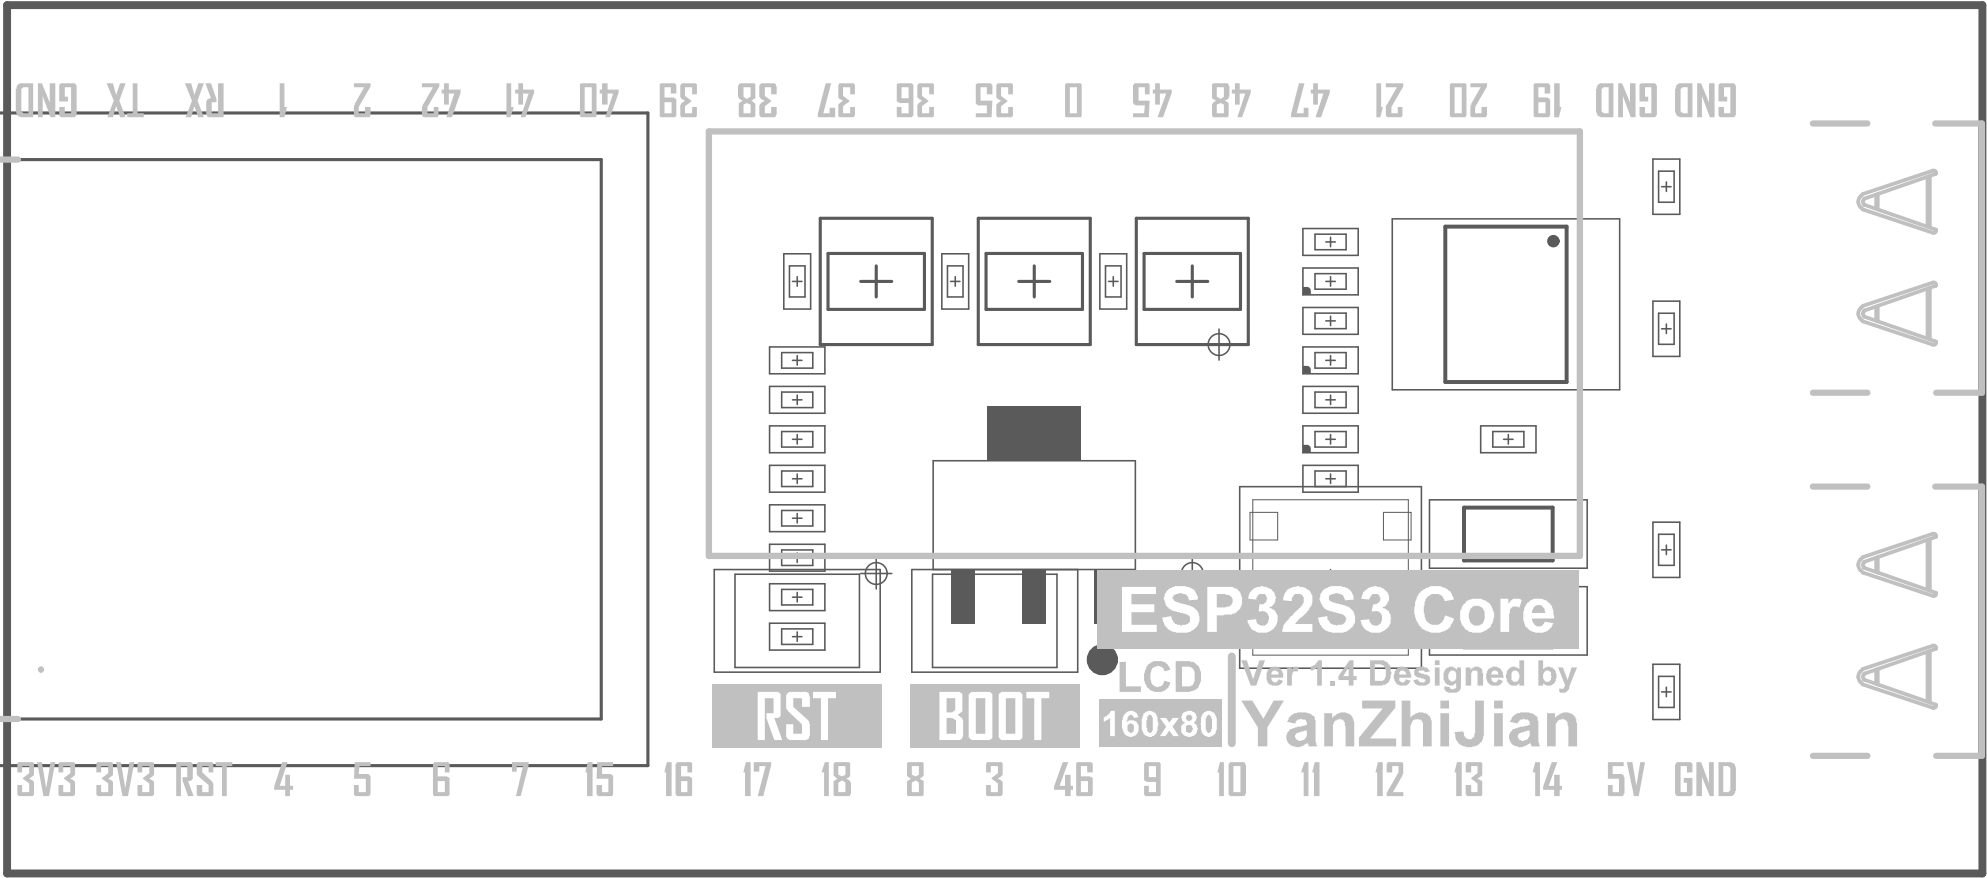 GND TX RX 1 2 42 41 40 39 38 37 36 35 0 45 48 47 21 20 19 GND GND
ESP32S3 Core
LCD
160x80
Ver 1.4 Designed by
YanZhiJian
RST BOOT
3V3 3V3 RST 4 5 6 7 15 16 17 18 8 3 46 9 10 11 12 13 14 5V GND